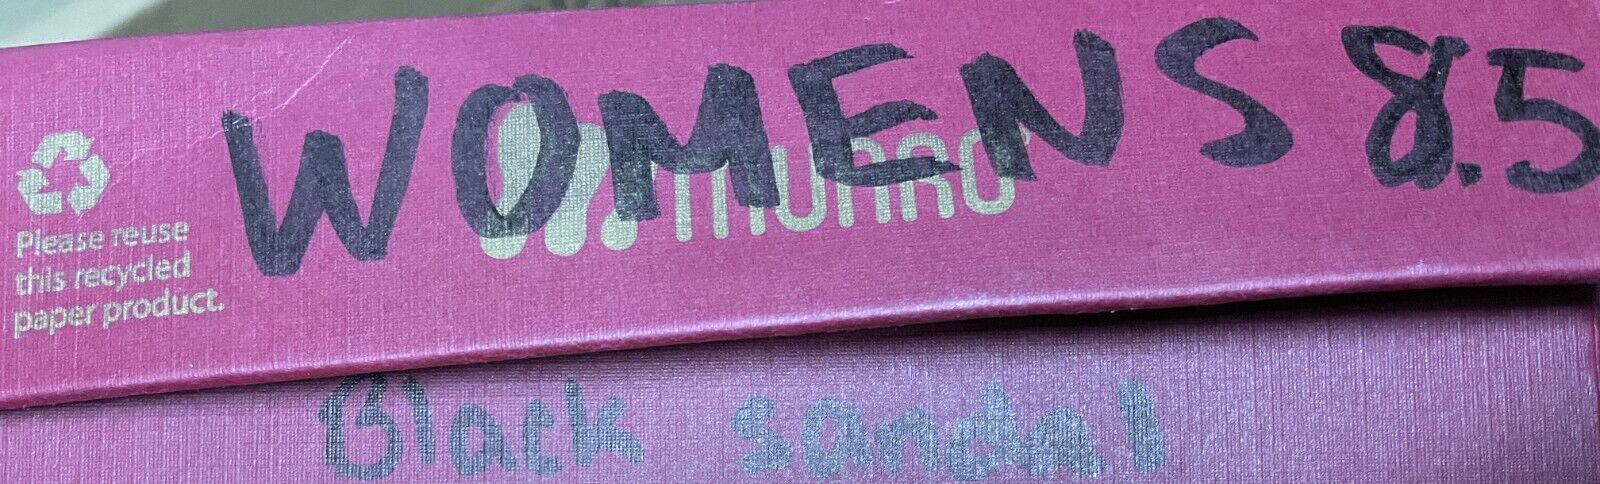 WOMENS 8.5
munro
Please reuse
this recycled
paper product.
Black sandal